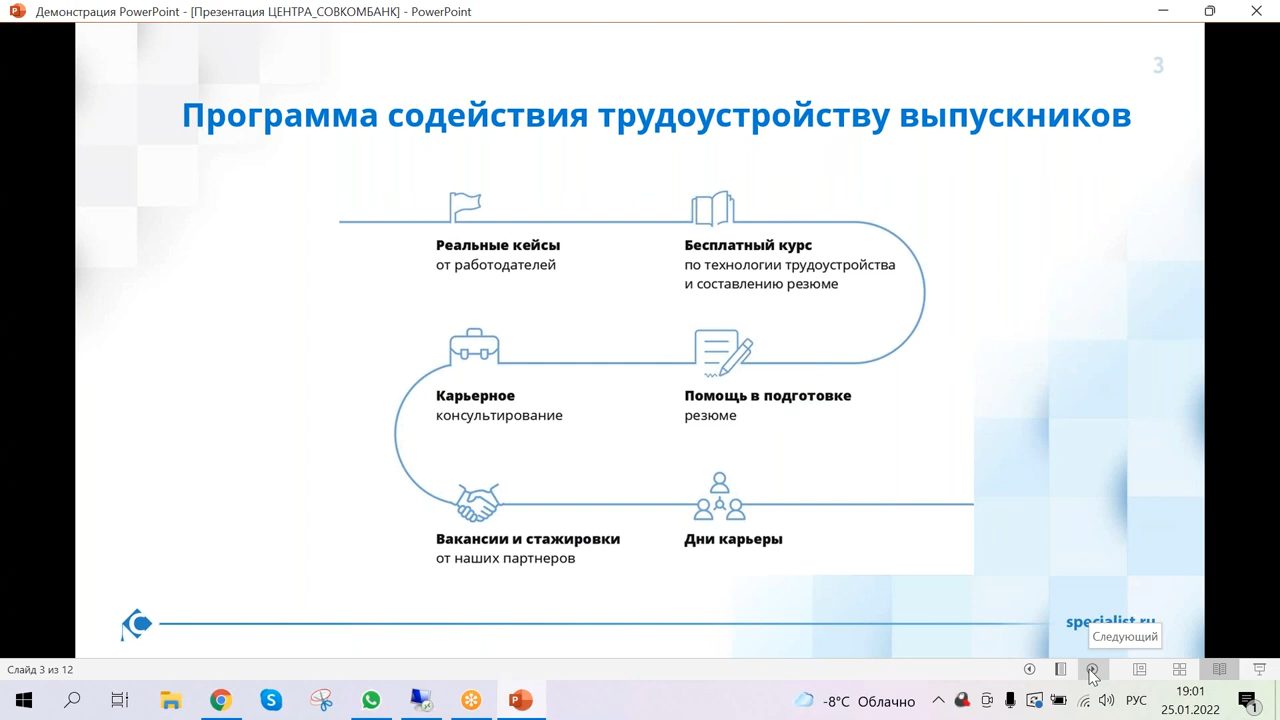 Демонстрация PowerPoint - [Презентация ЦЕНТРА_СОВКОМБАНК] - PowerPoint
3
Программа содействия трудоустройству выпускников
Реальные кейсы
от работодателей
Бесплатный курс
по технологии трудоустройства
и составлению резюме
Карьерное
консультирование
Помощь в подготовке
резюме
Вакансии и стажировки
от наших партнеров
Дни карьеры
specialist.ru
Следующий
Слайд 3 из 12
-8°C Облачно
РУС
19:01
25.01.2022
1